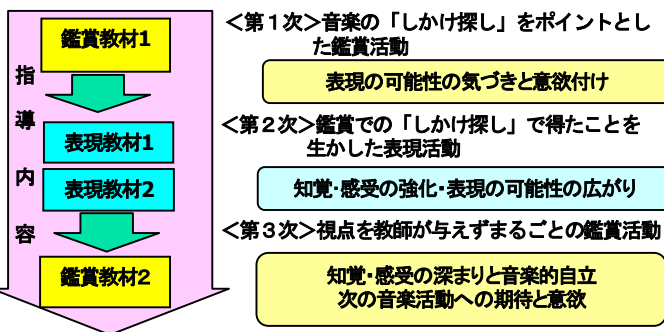 指導内容
鑑賞教材1
表現教材1
表現教材2
鑑賞教材2
＜第１次＞音楽の「しかけ探し」をポイントとし
た鑑賞活動
表現の可能性の気づきと意欲付け
＜第２次＞鑑賞での「しかけ探し」で得たことを
生かした表現活動
知覚・感受の強化・表現の可能性の広がり
＜第３次＞視点を教師が与えずまるごとの鑑賞活動
知覚・感受の深まりと音楽的自立
次の音楽活動への期待と意欲